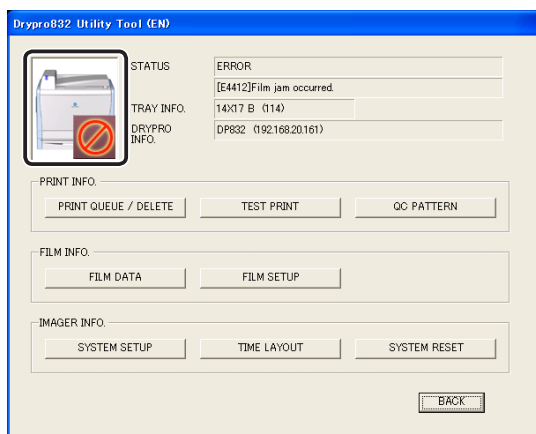 Drypro832 Utility Tool (EN)
STATUS
ERROR
[E4412]Film jam occurred.
TRAY INFO.
14X17 B (114)
DRYPRO
INFO.
DP832 (192.168.20.161)
PRINT INFO.
PRINT QUEUE / DELETE
TEST PRINT
QC PATTERN
FILM INFO.
FILM DATA
FILM SETUP
IMAGER INFO.
SYSTEM SETUP
TIME LAYOUT
SYSTEM RESET
BACK